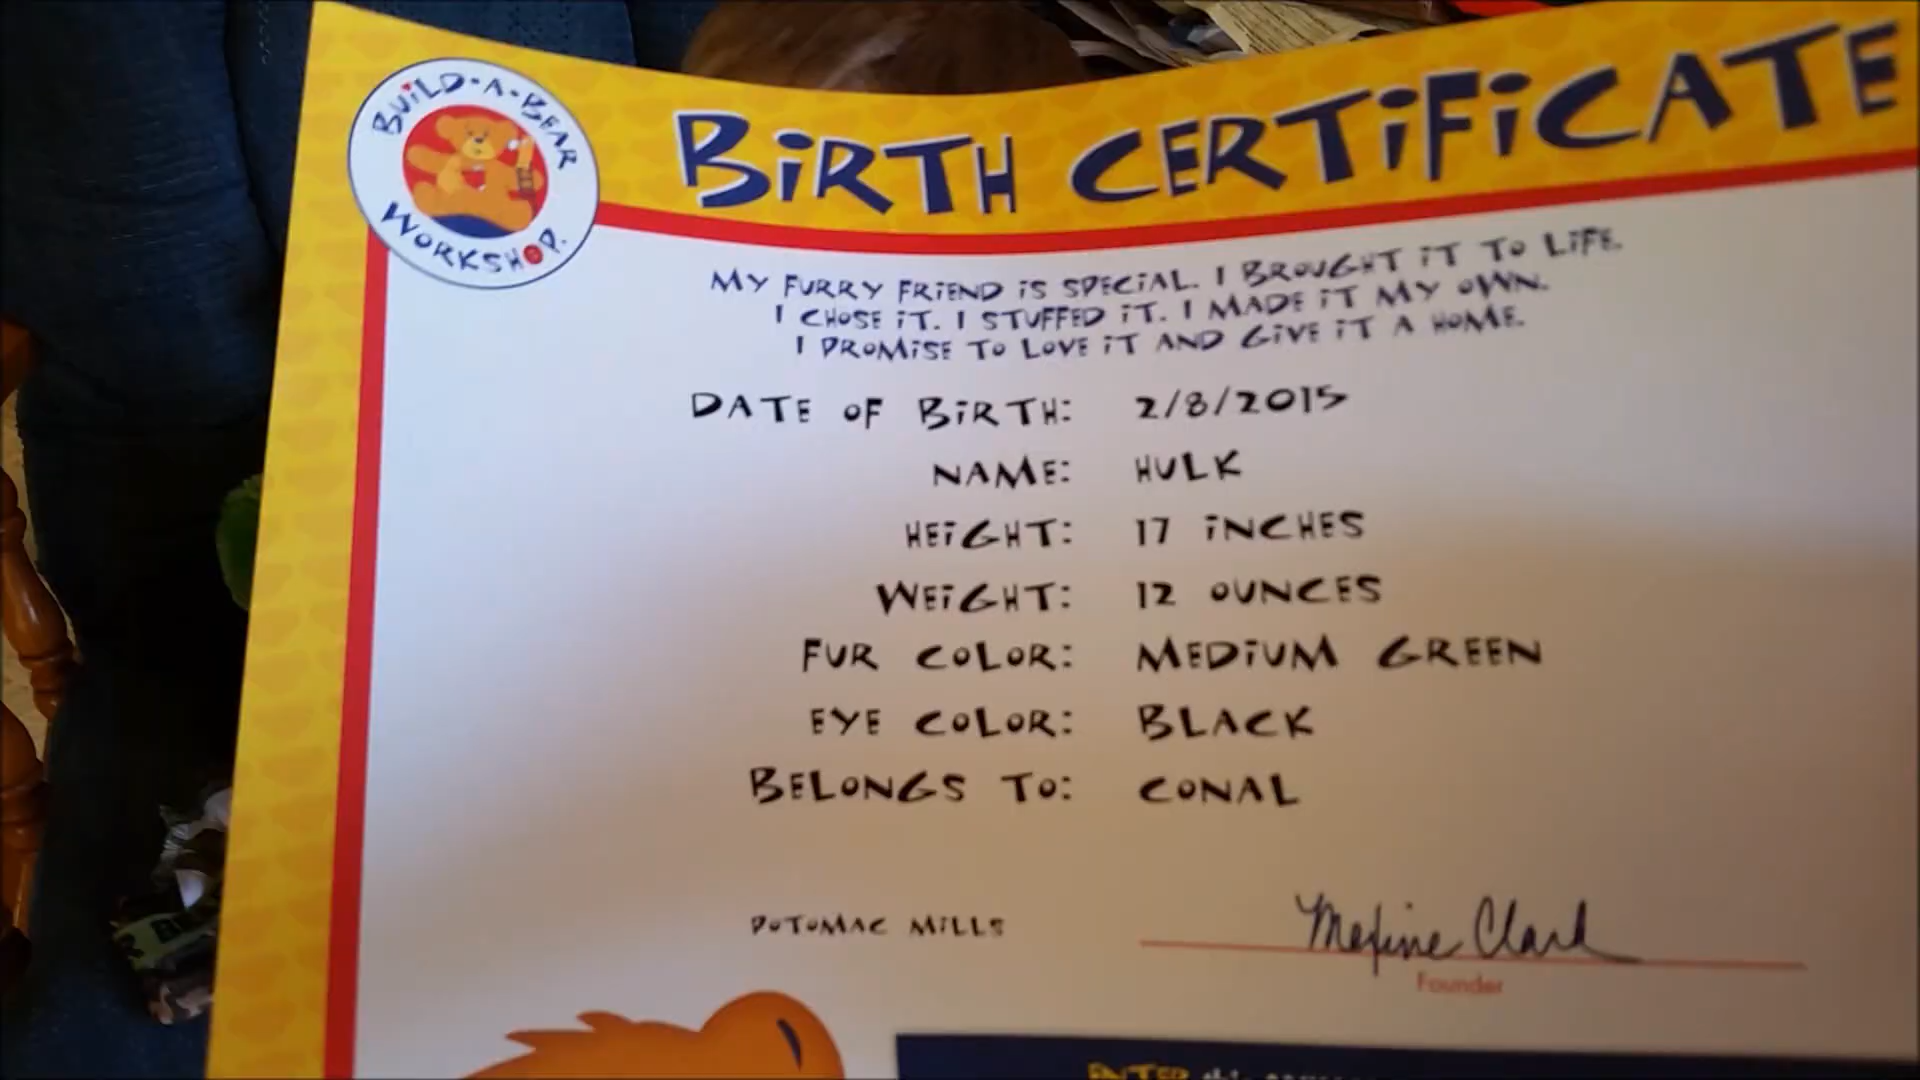 BUILD-A-BEAR
WORKSHOP
BIRTH CERTIFICATE
MY FURRY FRIEND IS SPECIAL. I BROUGHT IT TO LIFE.
I CHOSE IT. I STUFFED IT. I MADE IT MY OWN.
I PROMISE TO LOVE IT AND GIVE IT A HOME.
DATE OF BIRTH: 2/8/2015
NAME: HULK
HEIGHT: 17 INCHES
WEIGHT: 12 OUNCES
FUR COLOR: MEDIUM GREEN
EYE COLOR: BLACK
BELONGS TO: CONAL
POTOMAC MILLS
Maxine Clark
Founder